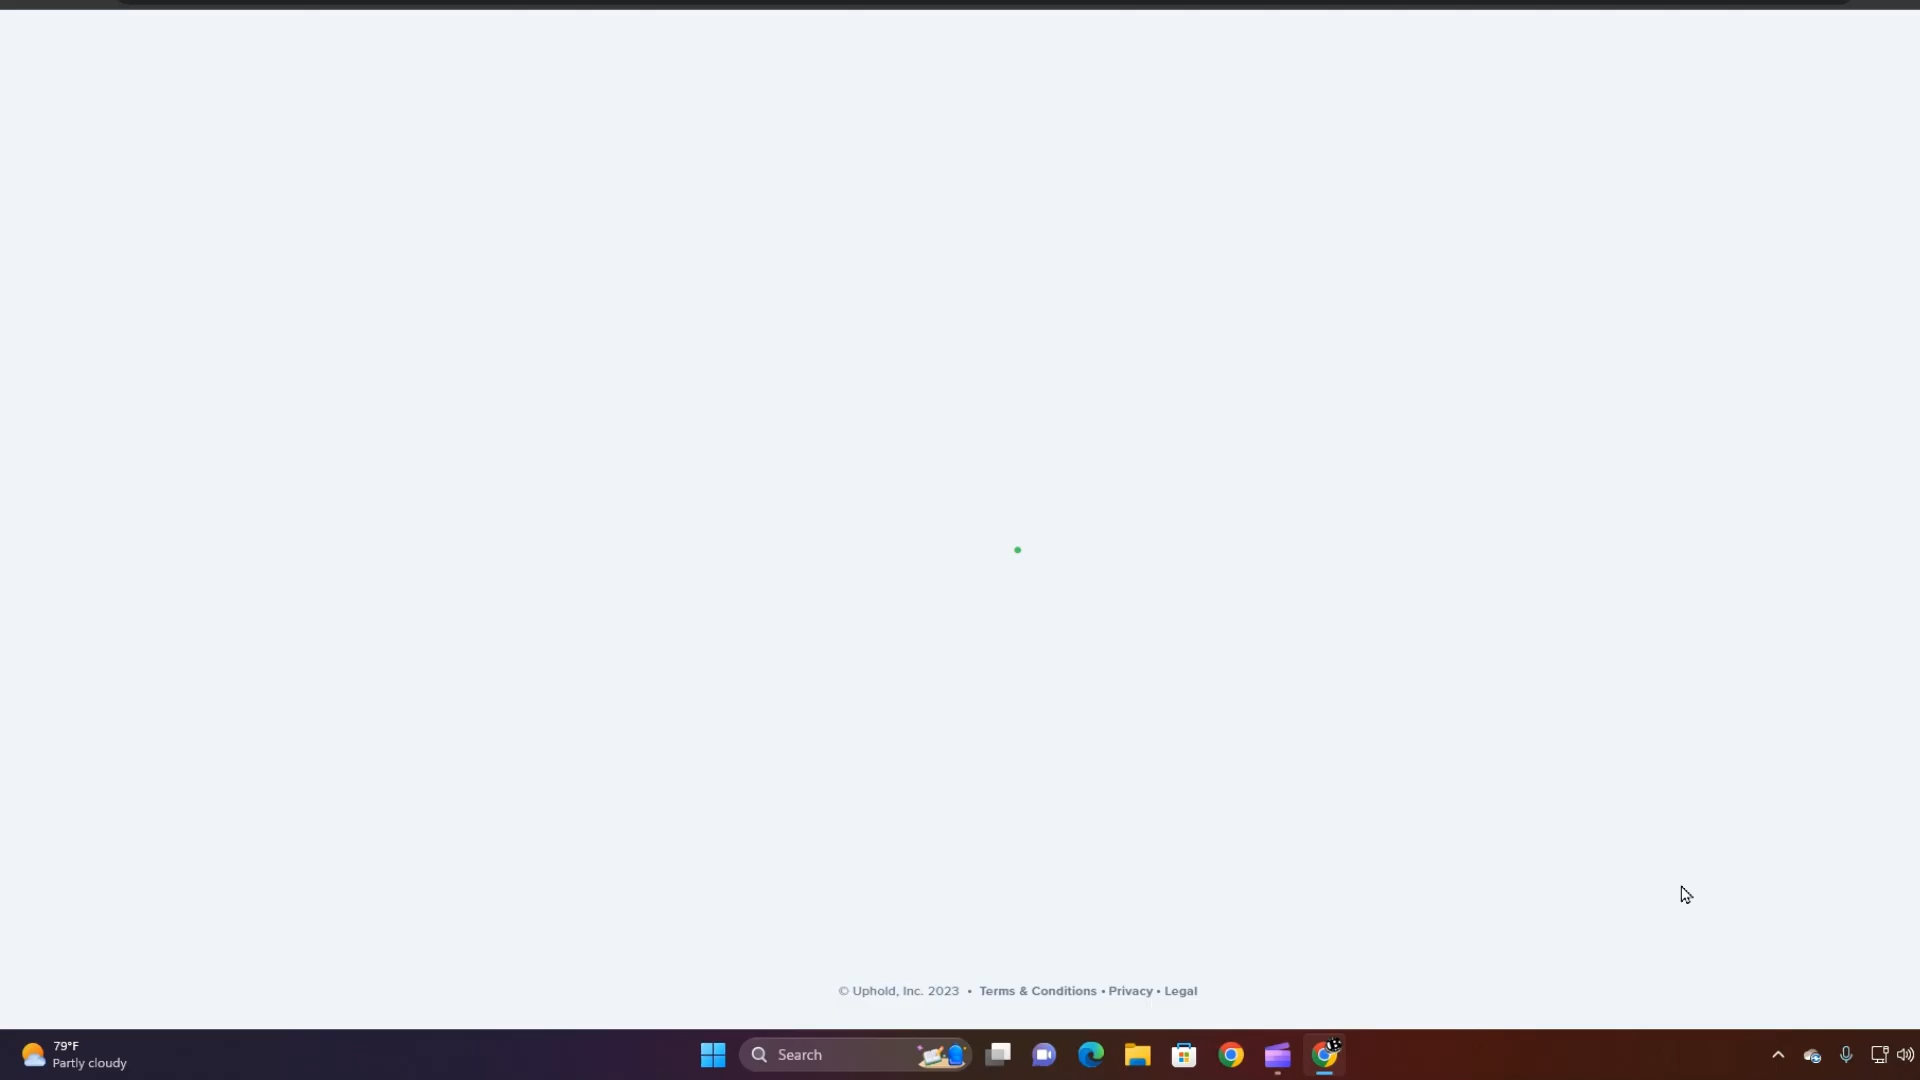 © Uphold, Inc. 2023 • Terms & Conditions • Privacy • Legal
79°F
Partly cloudy
Search